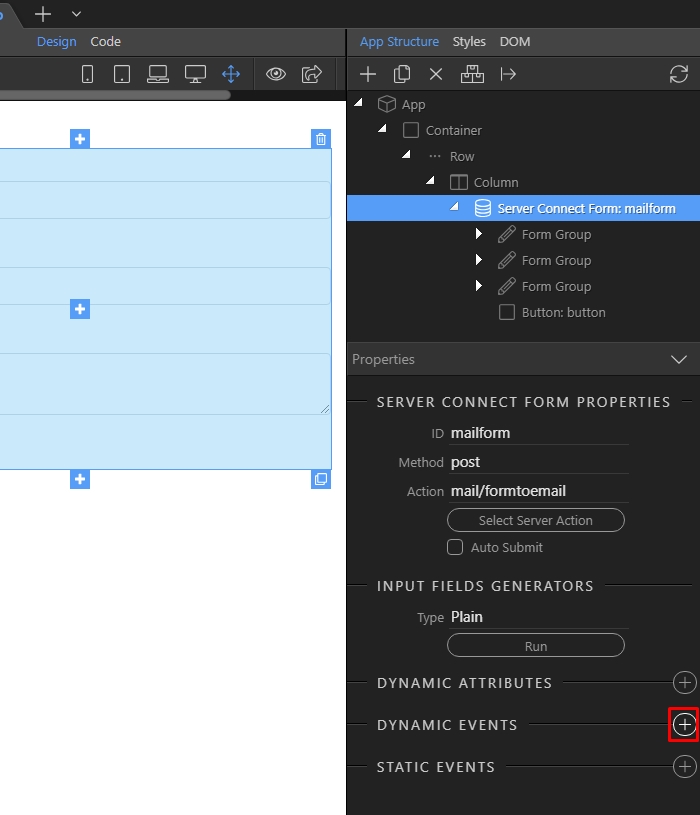 Design Code
App Structure Styles DOM
App
Container
Row
Column
Server Connect Form: mailform
Form Group
Form Group
Form Group
Button: button
Properties
SERVER CONNECT FORM PROPERTIES
ID mailform
Method post
Action mail/formtoemail
Select Server Action
Auto Submit
INPUT FIELDS GENERATORS
Type Plain
Run
DYNAMIC ATTRIBUTES
DYNAMIC EVENTS
STATIC EVENTS